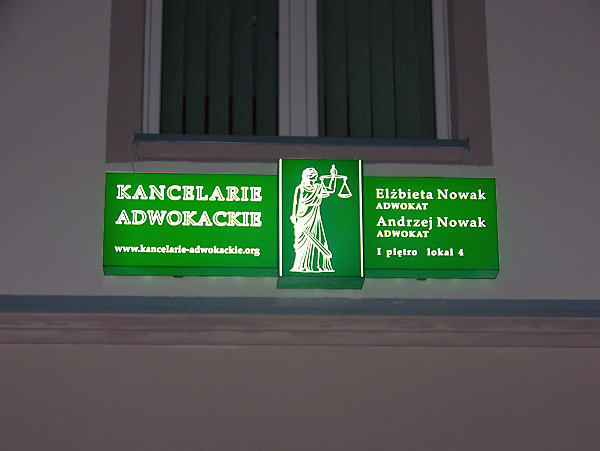 KANCELARIE
ADWOKACKIE
www.kancelarie-adwokackie.org
Elżbieta Nowak
ADWOKAT
Andrzej Nowak
ADWOKAT
I piętro lokal 4